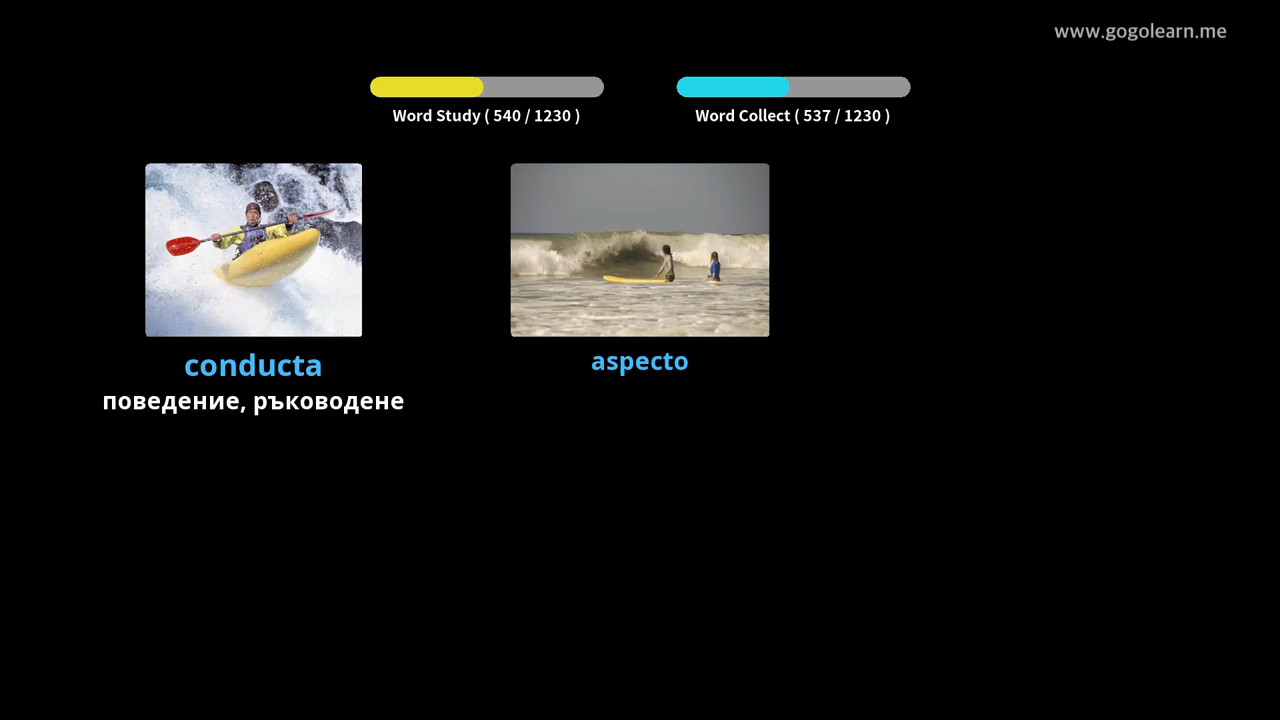 www.gogolearn.me
Word Study ( 540 / 1230 )
Word Collect ( 537 / 1230 )
conducta
поведение, ръководене
aspecto